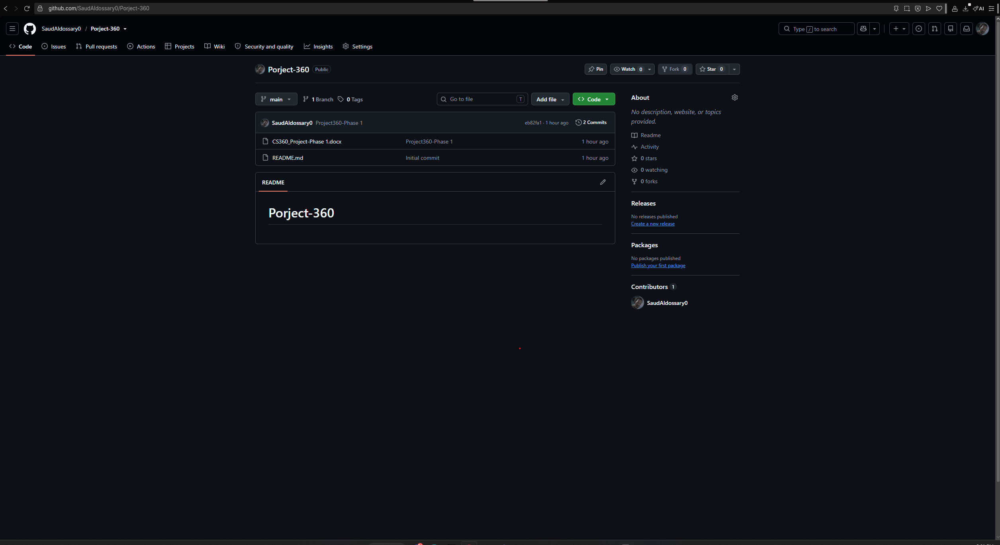 github.com/SaudAldossary0/Porject-360
AI
SaudAldossary0 / Porject-360
Type / to search
Code Issues Pull requests Actions Projects Wiki Security and quality Insights Settings
Porject-360 Public
Pin Watch 0 Fork 0 Star 0
main 1 Branch 0 Tags
Go to file T Add file Code
SaudAldossary0 Project360-Phase 1 eb82fa1 · 1 hour ago 2 Commits
CS360_Project-Phase 1.docx Project360-Phase 1 1 hour ago
README.md Initial commit 1 hour ago
README
Porject-360
About
No description, website, or topics
provided.
Readme
Activity
0 stars
0 watching
0 forks
Releases
No releases published
Create a new release
Packages
No packages published
Publish your first package
Contributors 1
SaudAldossary0